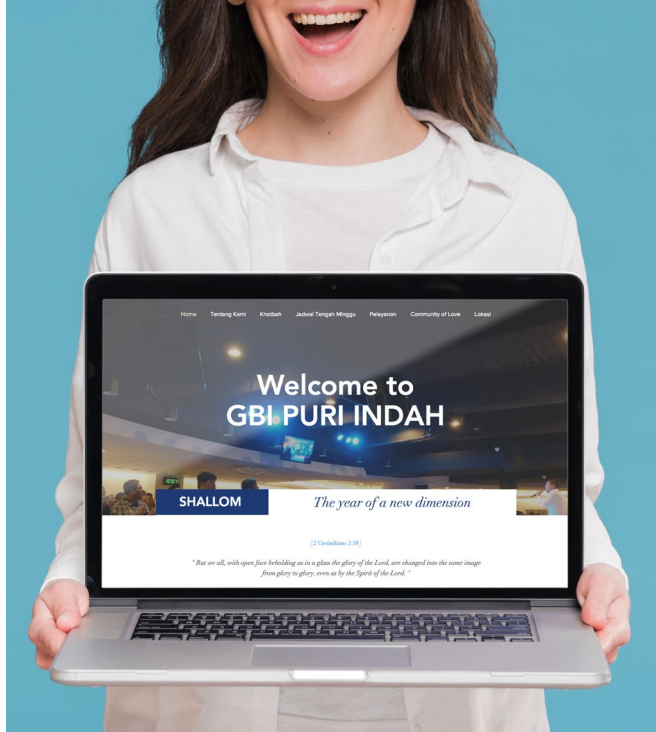 Home Tentang Kami Khotbah Jadwal Tengah Minggu Pelayanan Community of Love Lokasi
Welcome to
GBI PURI INDAH
SHALLOM The year of a new dimension
[ 2 Corinthians 3:18 ]
" But we all, with open face beholding as in a glass the glory of the Lord, are changed into the same image
from glory to glory, even as by the Spirit of the Lord. "